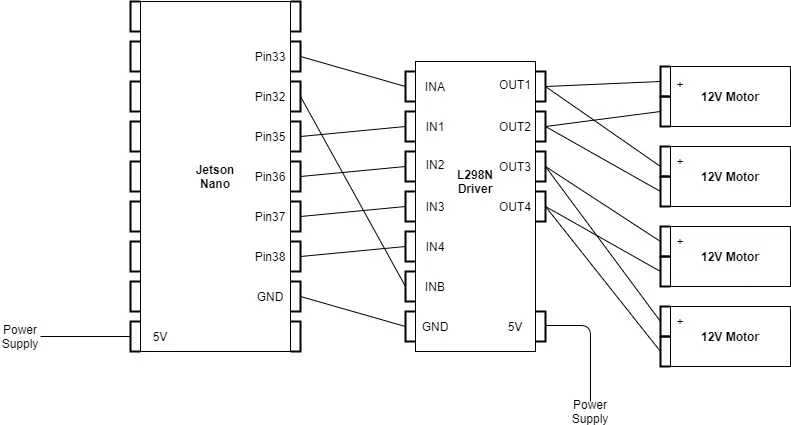 Pin33
Pin32
Pin35
Jetson
Nano
Pin36
Pin37
Pin38
GND
5V
Power
Supply
INA
IN1
IN2
IN3
IN4
INB
GND
L298N
Driver
OUT1
OUT2
OUT3
OUT4
5V
Power
Supply
+
12V Motor
+
12V Motor
+
12V Motor
+
12V Motor